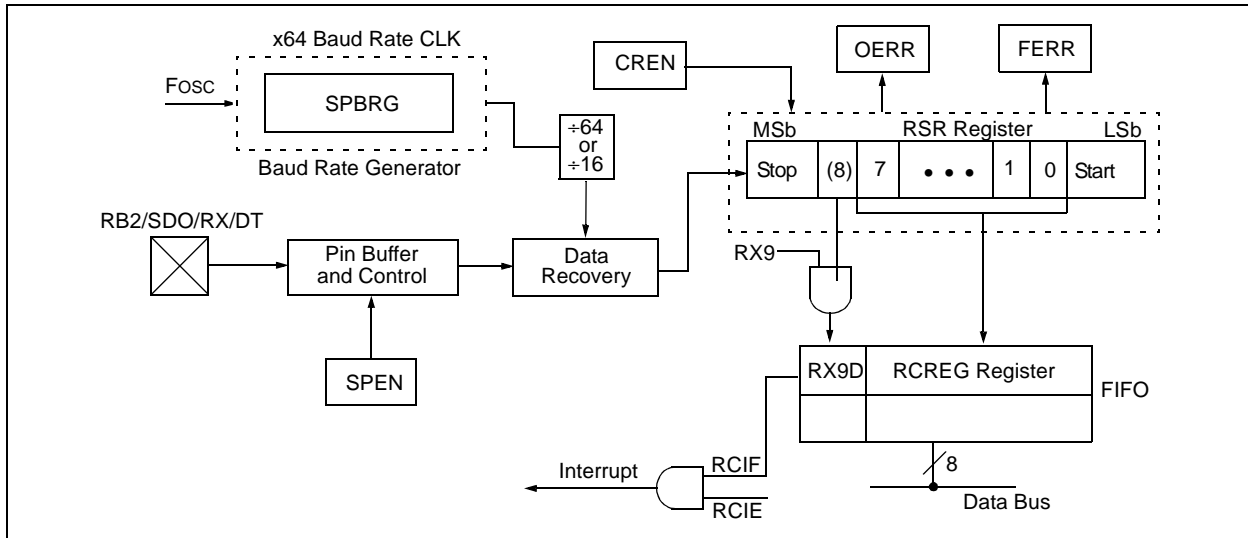 x64 Baud Rate CLK
FOSC
SPBRG
Baud Rate Generator
÷64
or
÷16
CREN
OERR
FERR
MSb
RSR Register
LSb
Stop
(8)
7
• • •
1
0
Start
RB2/SDO/RX/DT
Pin Buffer
and Control
Data
Recovery
RX9
SPEN
RX9D
RCREG Register
FIFO
Interrupt
RCIF
RCIE
8
Data Bus